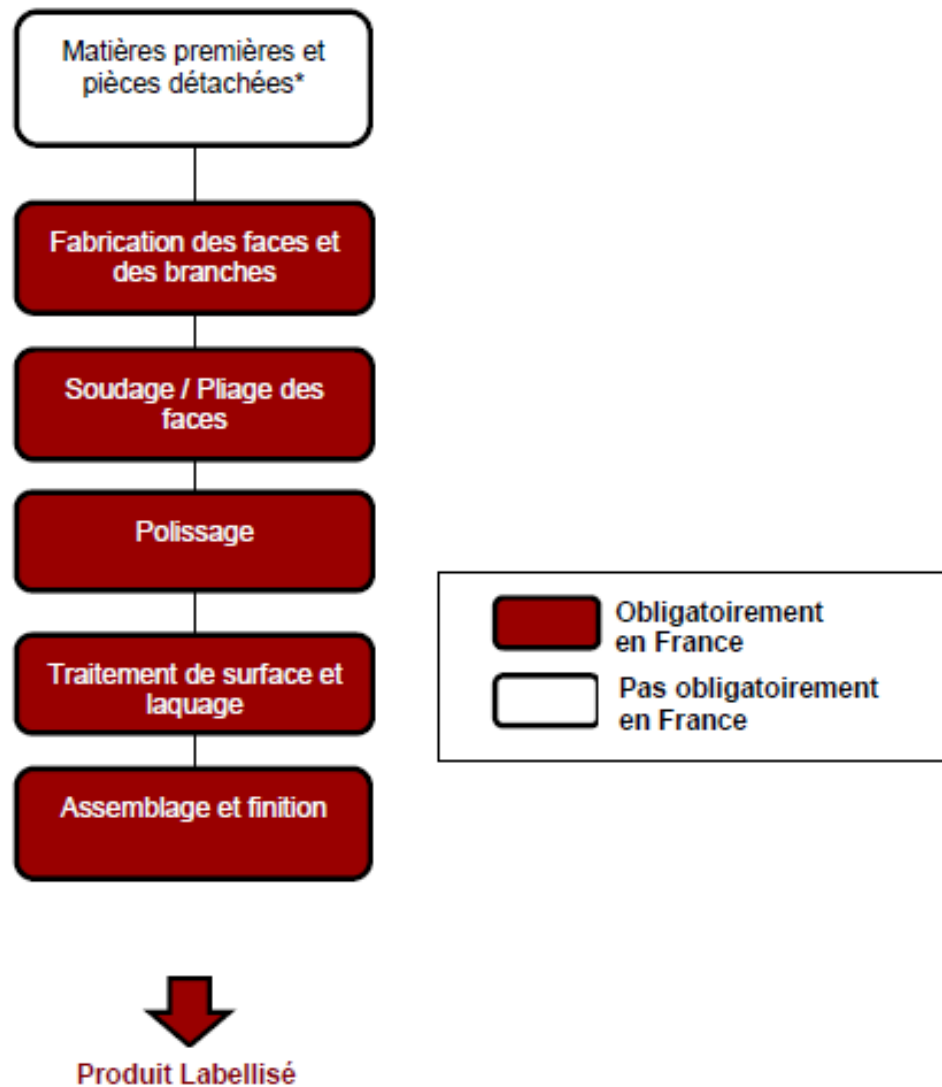 Matières premières et
pièces détachées*
Fabrication des faces et
des branches
Soudage / Pliage des
faces
Polissage
Traitement de surface et
laquage
Assemblage et finition
Produit Labellisé
Obligatoirement
en France
Pas obligatoirement
en France